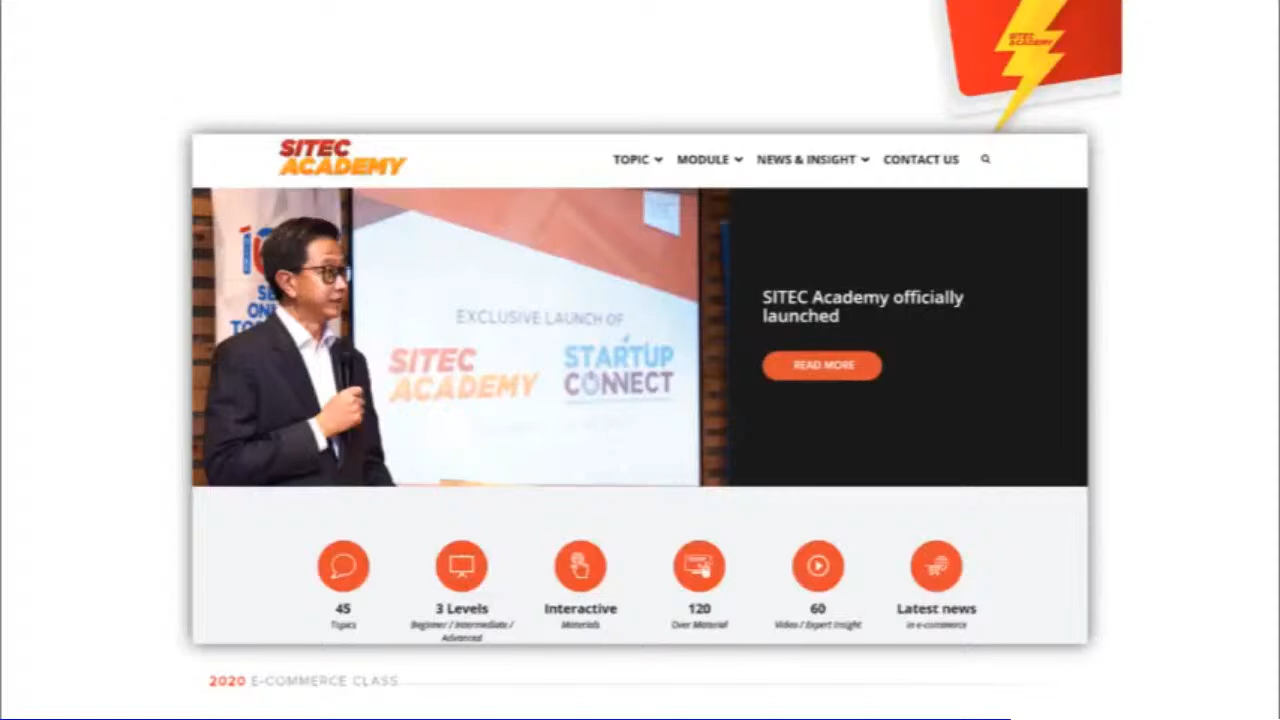 SITEC
ACADEMY
SITEC
ACADEMY
TOPIC
MODULE
NEWS & INSIGHT
CONTACT US
EXCLUSIVE LAUNCH OF
SITEC
ACADEMY
STARTUP
CONNECT
SITEC Academy officially
launched
READ MORE
45
Topics
3 Levels
Beginner / Intermediate /
Advanced
Interactive
Materials
120
Over Material
60
Video / Expert Insight
Latest news
in e-commerce
2020 E-COMMERCE CLASS